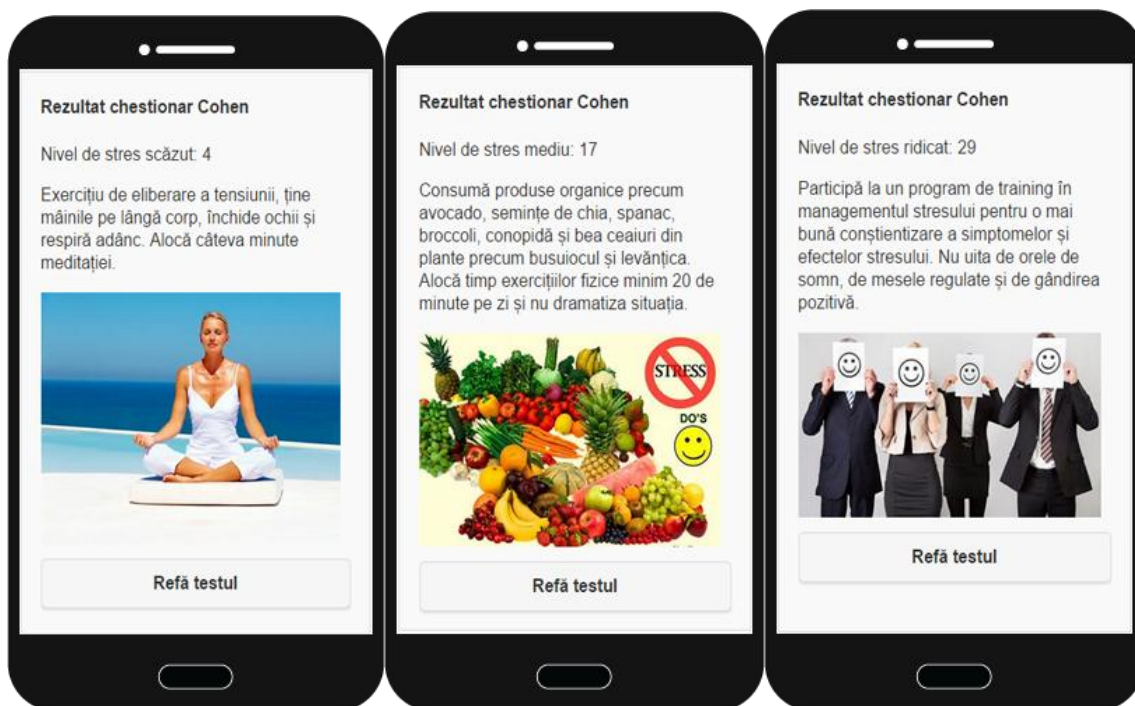 Rezultat chestionar Cohen
Nivel de stres scăzut: 4
Exercițiu de eliberare a tensiunii, ține
mâinile pe lângă corp, închide ochii și
respiră adânc. Alocă câteva minute
meditației.
Refă testul
Rezultat chestionar Cohen
Nivel de stres mediu: 17
Consumă produse organice precum
avocado, semințe de chia, spanac,
broccoli, conopidă și bea ceaiuri din
plante precum busuiocul și levănțica.
Alocă timp exercițiilor fizice minim 20 de
minute pe zi și nu dramatiza situația.
STRESS
DO'S
Refă testul
Rezultat chestionar Cohen
Nivel de stres ridicat: 29
Participă la un program de training în
managementul stresului pentru o mai
bună conștientizare a simptomelor și
efectelor stresului. Nu uita de orele de
somn, de mesele regulate și de gândirea
pozitivă.
Refă testul